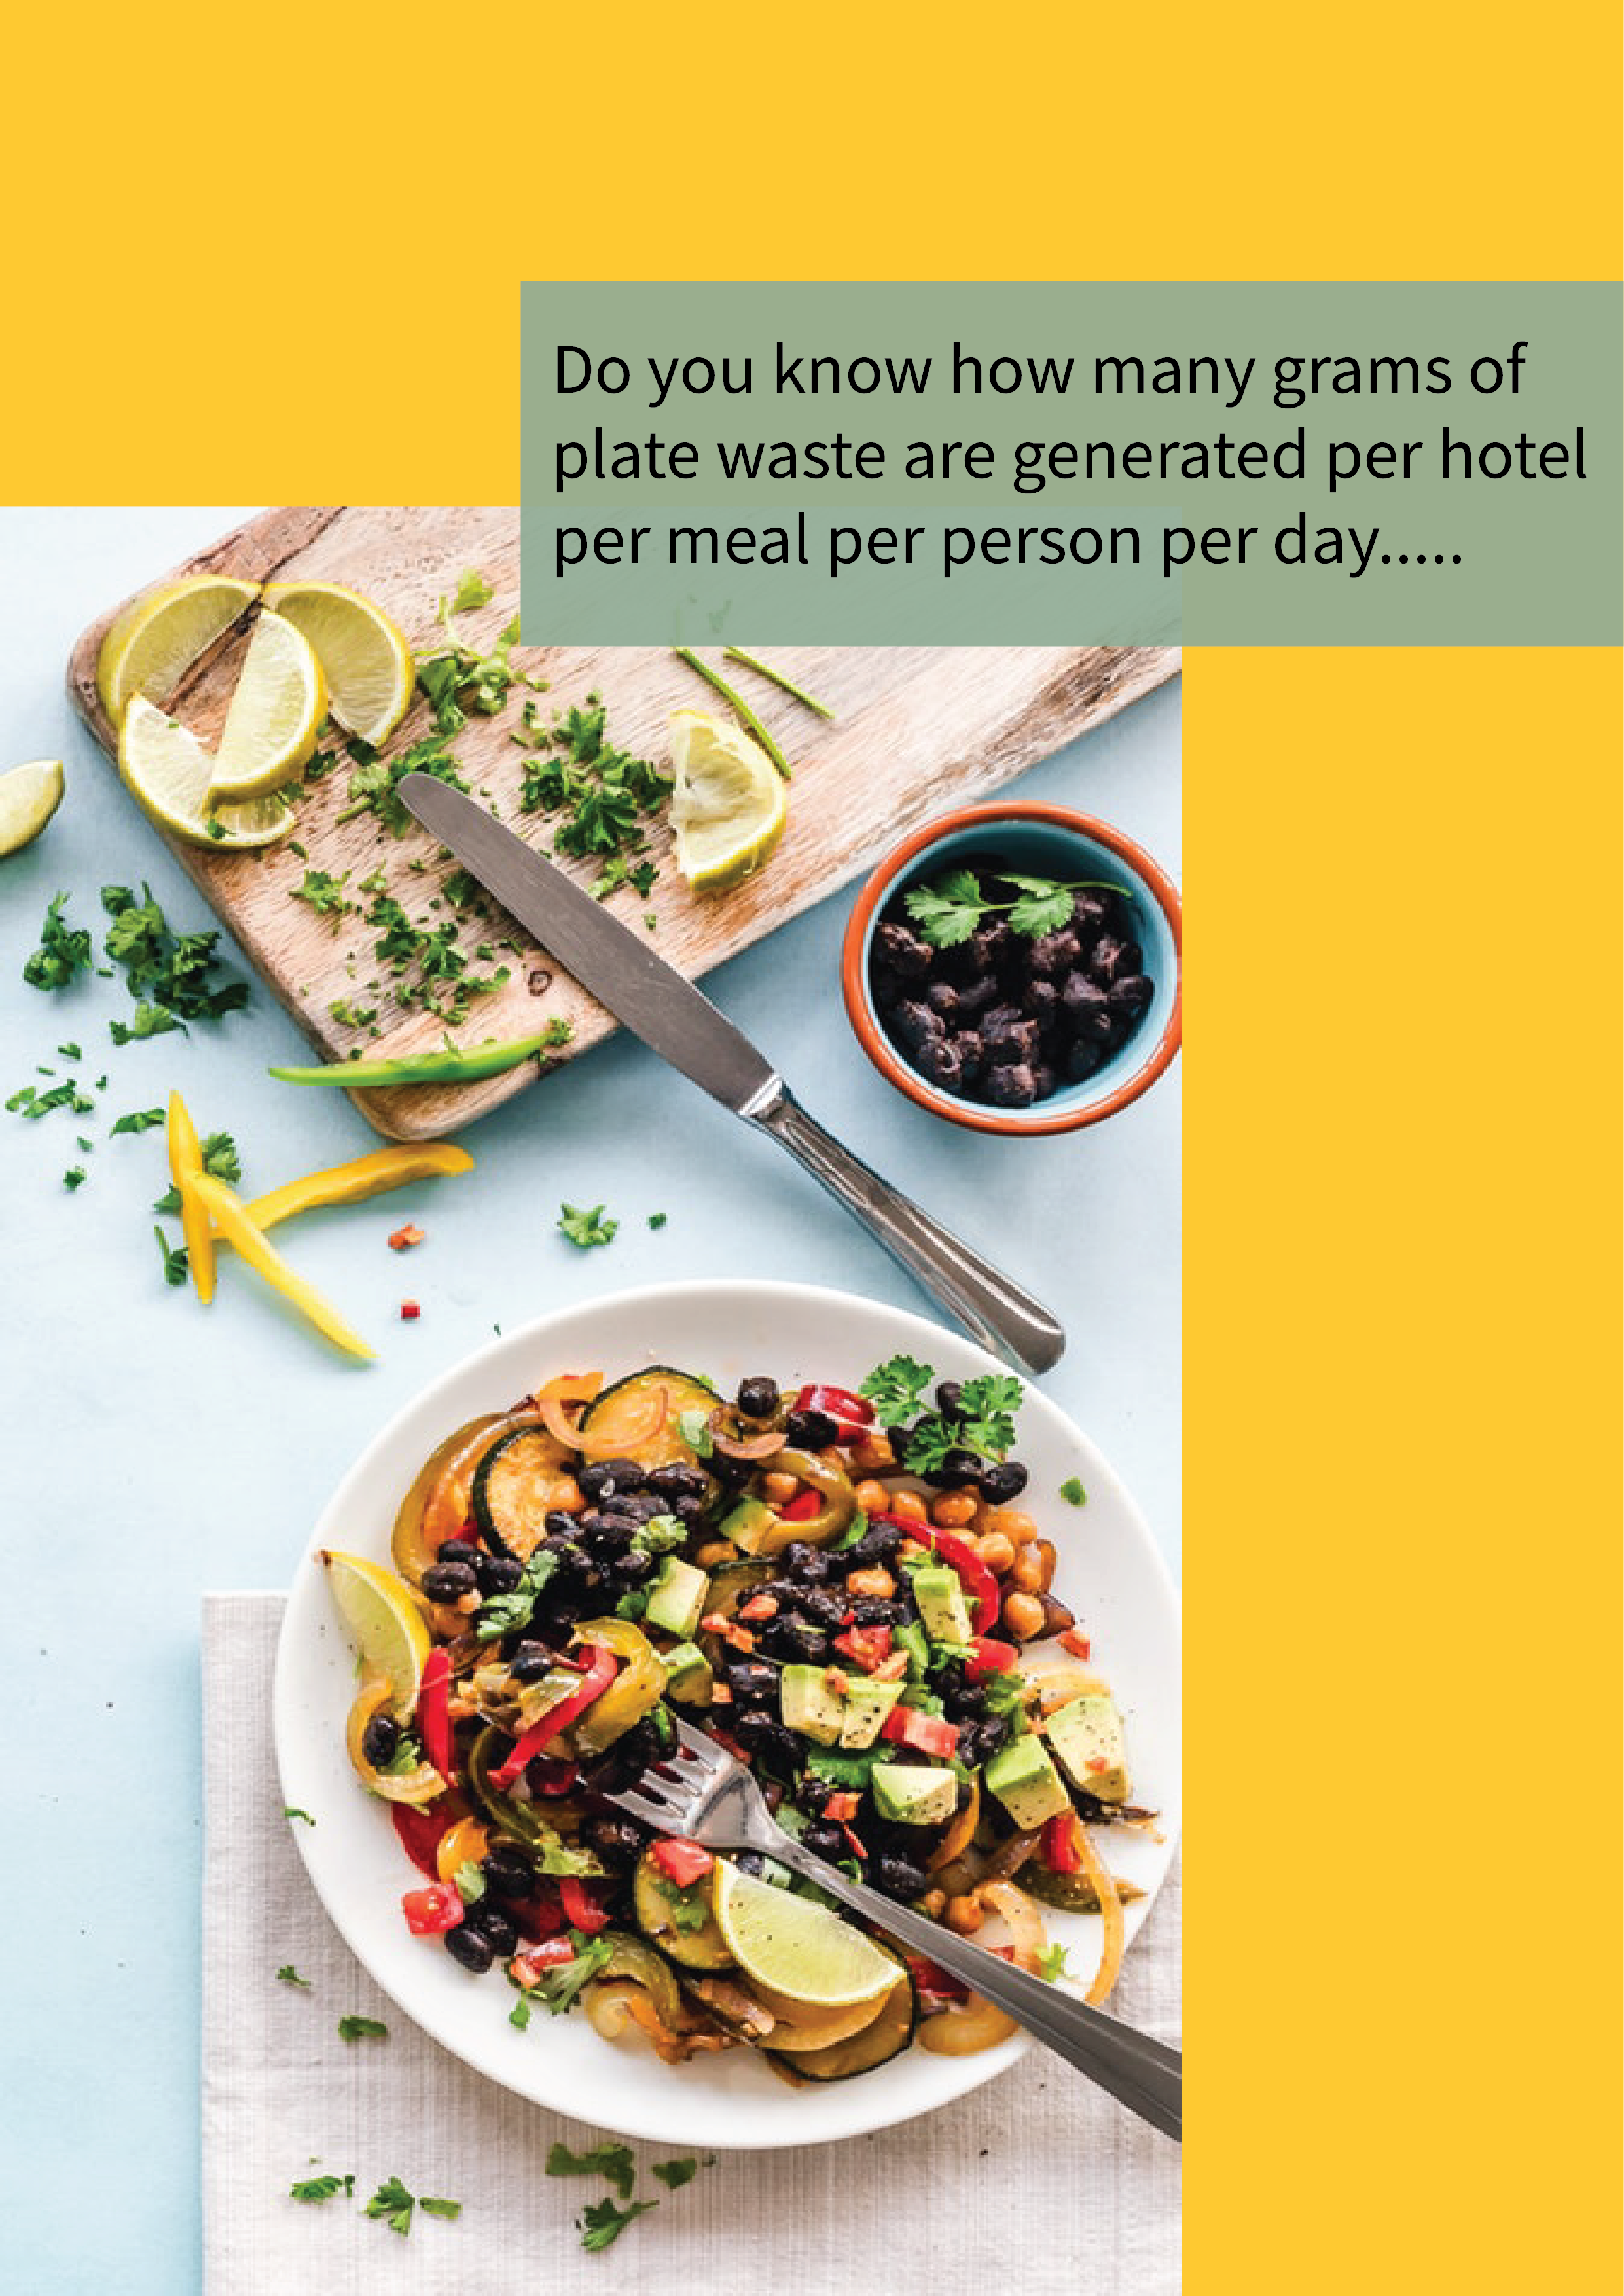 Do you know how many grams of
plate waste are generated per hotel
per meal per person per day.....